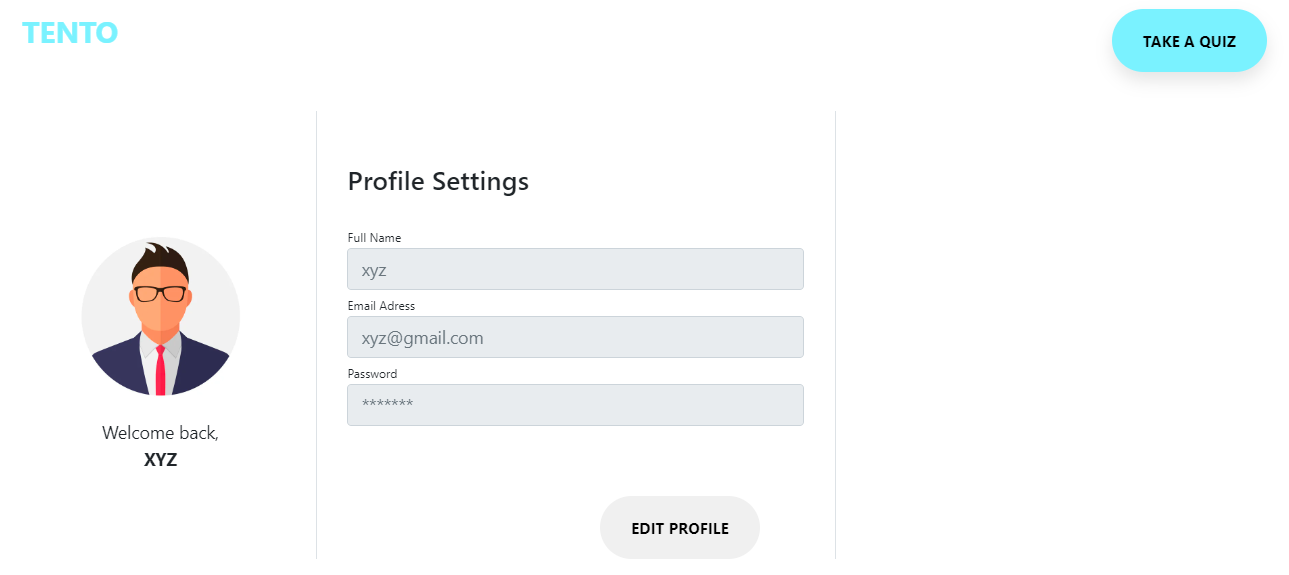 TENTO
TAKE A QUIZ
Profile Settings
Full Name
xyz
Email Adress
xyz@gmail.com
Password
*******
Welcome back,
XYZ
EDIT PROFILE